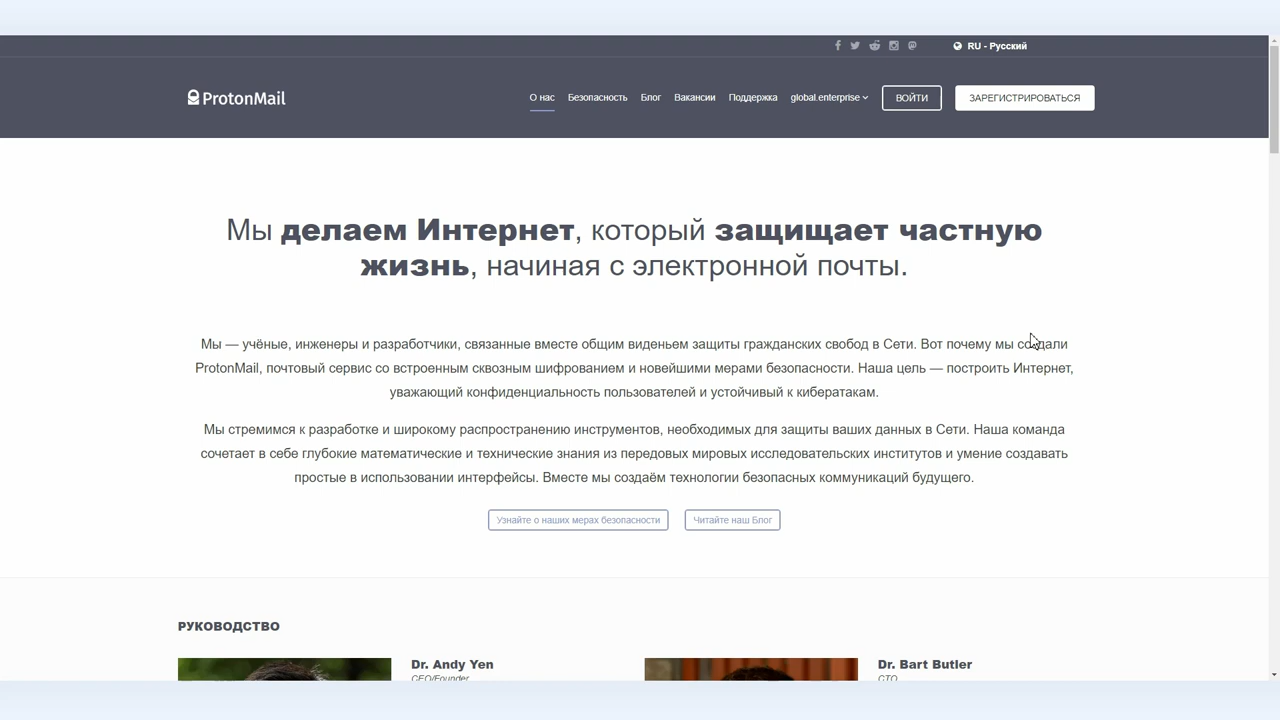 RU - Русский
ProtonMail
О нас Безопасность Блог Вакансии Поддержка global.enterprise ВОЙТИ ЗАРЕГИСТРИРОВАТЬСЯ
Мы делаем Интернет, который защищает частную
жизнь, начиная с электронной почты.
Мы — учёные, инженеры и разработчики, связанные вместе общим виденьем защиты гражданских свобод в Сети. Вот почему мы создали
ProtonMail, почтовый сервис со встроенным сквозным шифрованием и новейшими мерами безопасности. Наша цель — построить Интернет,
уважающий конфиденциальность пользователей и устойчивый к кибератакам.
Мы стремимся к разработке и широкому распространению инструментов, необходимых для защиты ваших данных в Сети. Наша команда
сочетает в себе глубокие математические и технические знания из передовых мировых исследовательских институтов и умение создавать
простые в использовании интерфейсы. Вместе мы создаём технологии безопасных коммуникаций будущего.
Узнайте о наших мерах безопасности Читайте наш Блог
РУКОВОДСТВО
Dr. Andy Yen Dr. Bart Butler
CEO/Founder CTO